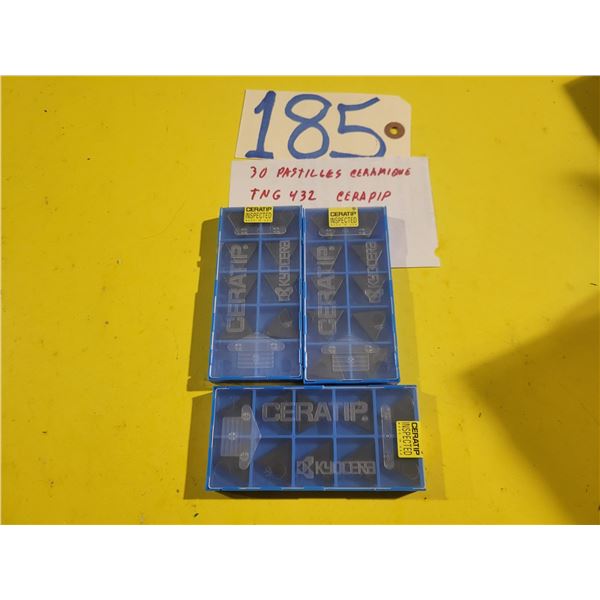 185
30 PASTILLES CERAMIQUE
TNG 432 CERAPIP
CERATIP
INSPECTED
CERATIP
INSPECTED
CERATIP
KYOCERA
CERATIP
KYOCERA
CERATIP
KYOCERA
CERATIP
INSPECTED